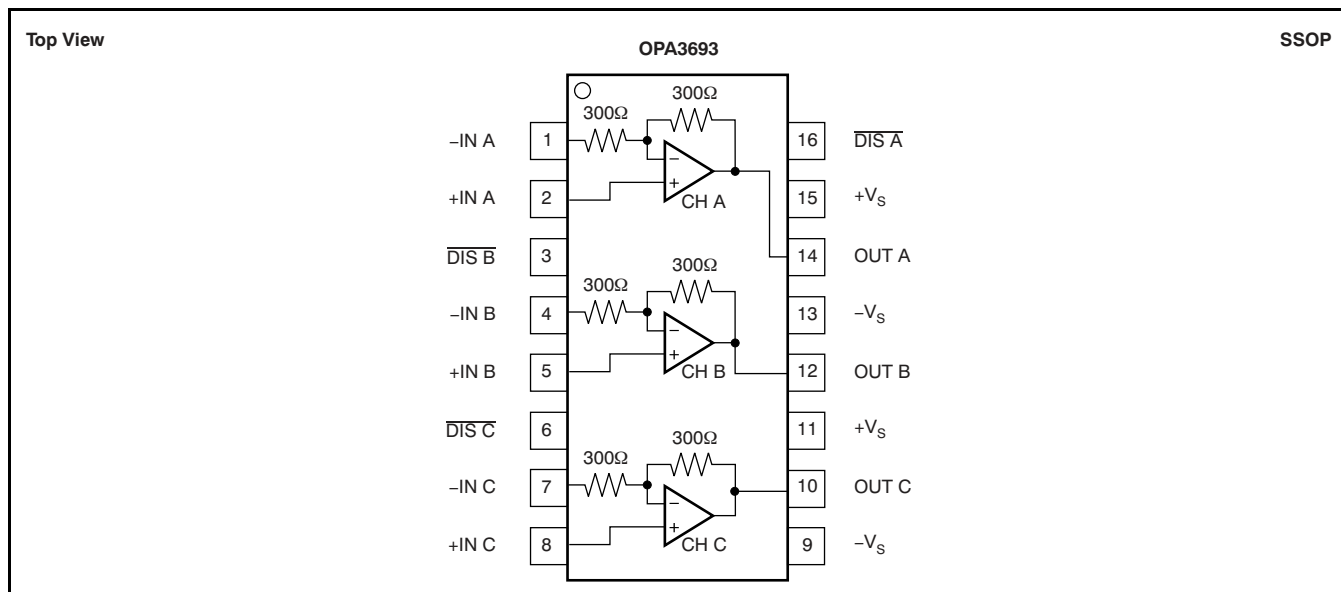 Top View
SSOP
OPA3693
300Ω
300Ω
−IN A
1
16
DIS A
−
+
CH A
+IN A
2
15
+VS
DIS B
3
14
OUT A
300Ω
300Ω
−IN B
4
13
−VS
−
+
CH B
+IN B
5
12
OUT B
DIS C
6
11
+VS
300Ω
300Ω
−IN C
7
10
OUT C
−
+
CH C
+IN C
8
9
−VS